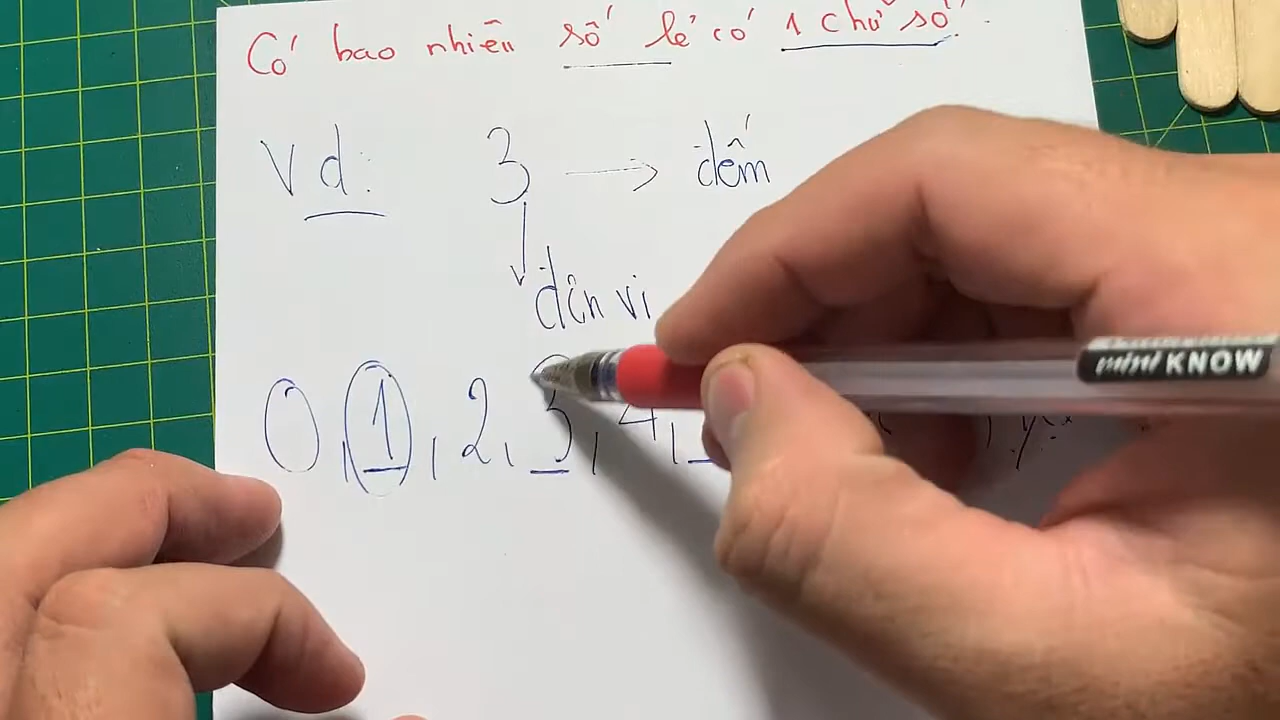 Có bao nhiêu số lẻ có 1 chữ số.
Vd: 3 → đếm
đơn vị
0, 1, 2, 3, 4,
mini KNOW